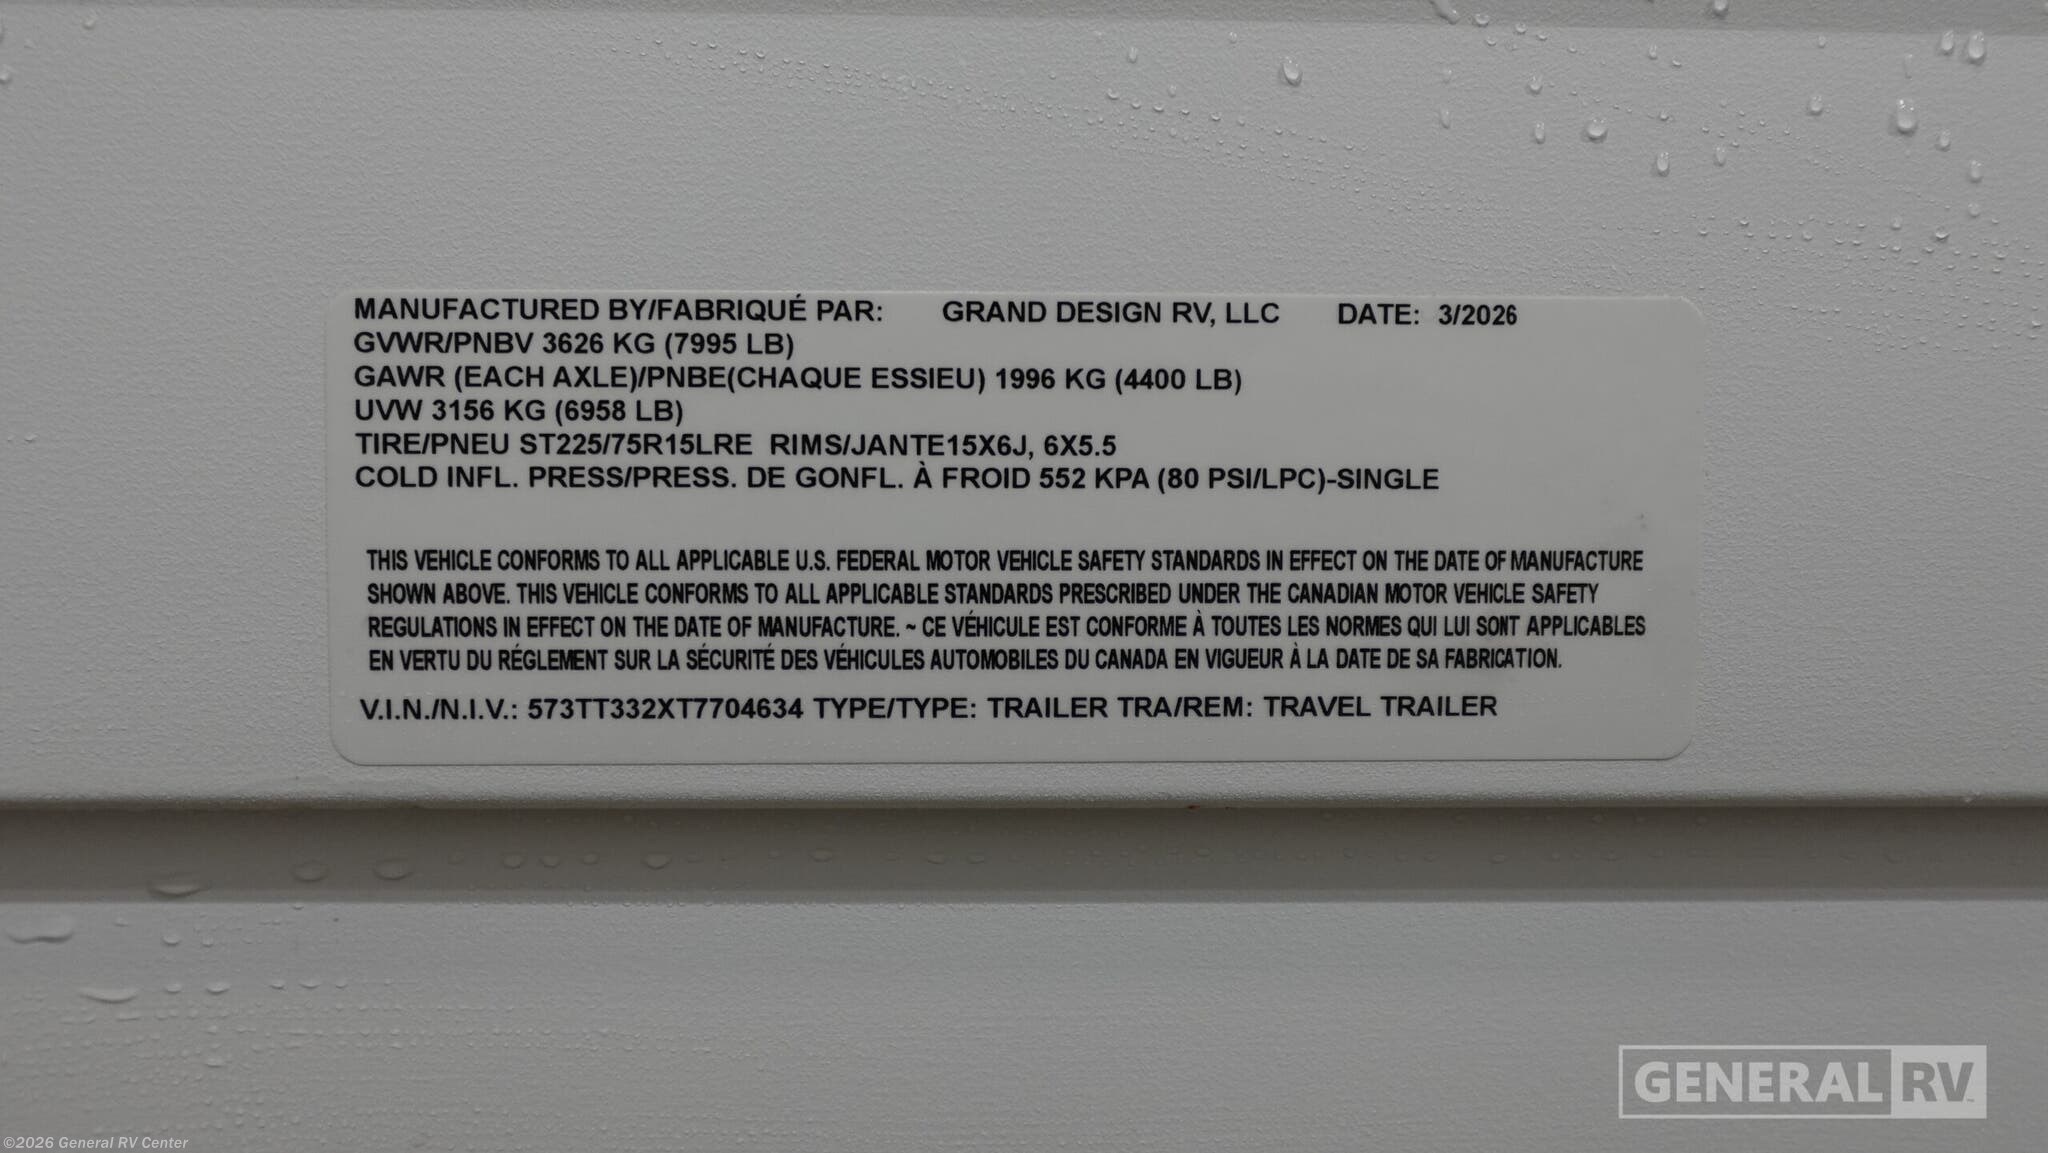 MANUFACTURED BY/FABRIQUÉ PAR: GRAND DESIGN RV, LLC DATE: 3/2026
GVWR/PNBV 3626 KG (7995 LB)
GAWR (EACH AXLE)/PNBE(CHAQUE ESSIEU) 1996 KG (4400 LB)
UVW 3156 KG (6958 LB)
TIRE/PNEU ST225/75R15LRE RIMS/JANTE15X6J, 6X5.5
COLD INFL. PRESS/PRESS. DE GONFL. À FROID 552 KPA (80 PSI/LPC)-SINGLE
THIS VEHICLE CONFORMS TO ALL APPLICABLE U.S. FEDERAL MOTOR VEHICLE SAFETY STANDARDS IN EFFECT ON THE DATE OF MANUFACTURE
SHOWN ABOVE. THIS VEHICLE CONFORMS TO ALL APPLICABLE STANDARDS PRESCRIBED UNDER THE CANADIAN MOTOR VEHICLE SAFETY
REGULATIONS IN EFFECT ON THE DATE OF MANUFACTURE. ~ CE VÉHICULE EST CONFORME À TOUTES LES NORMES QUI LUI SONT APPLICABLES
EN VERTU DU RÉGLEMENT SUR LA SÉCURITÉ DES VÉHICULES AUTOMOBILES DU CANADA EN VIGUEUR À LA DATE DE SA FABRICATION.
V.I.N./N.I.V.: 573TT332XT7704634 TYPE/TYPE: TRAILER TRA/REM: TRAVEL TRAILER
GENERAL RV
©2026 General RV Center